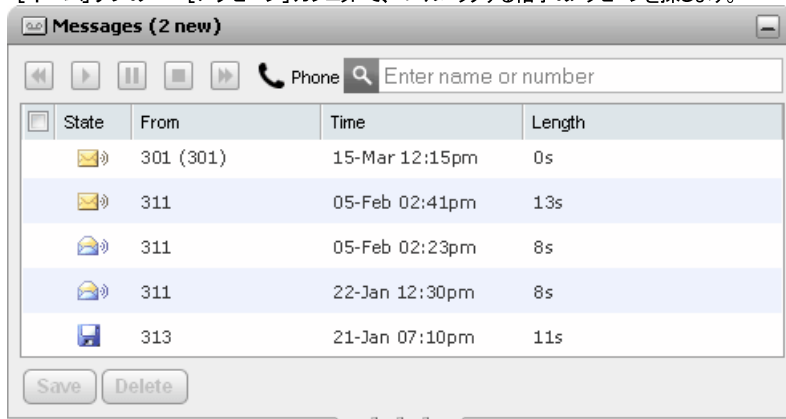 Messages (2 new)
Phone Enter name or number
State From Time Length
301 (301) 15-Mar 12:15pm 0s
311 05-Feb 02:41pm 13s
311 05-Feb 02:23pm 8s
311 22-Jan 12:30pm 8s
313 21-Jan 07:10pm 11s
Save Delete